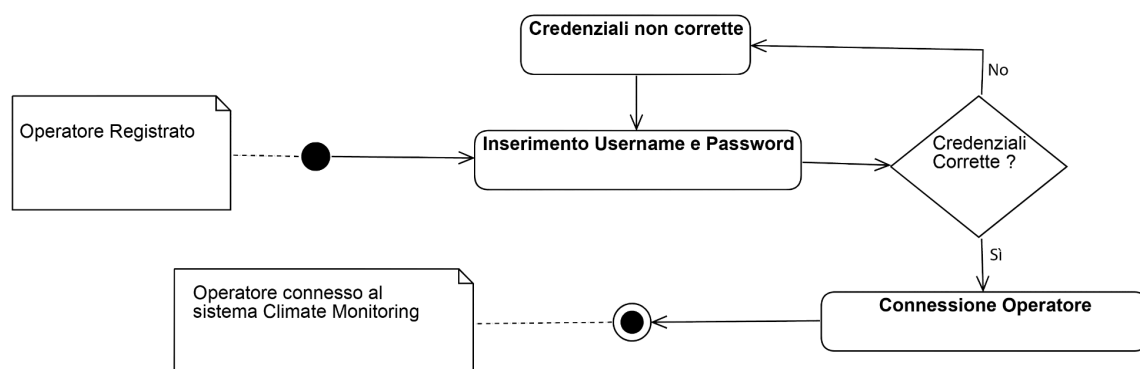 Credenziali non corrette
No
Operatore Registrato
Inserimento Username e Password
Credenziali
Corrette ?
Sì
Operatore connesso al
sistema Climate Monitoring
Connessione Operatore